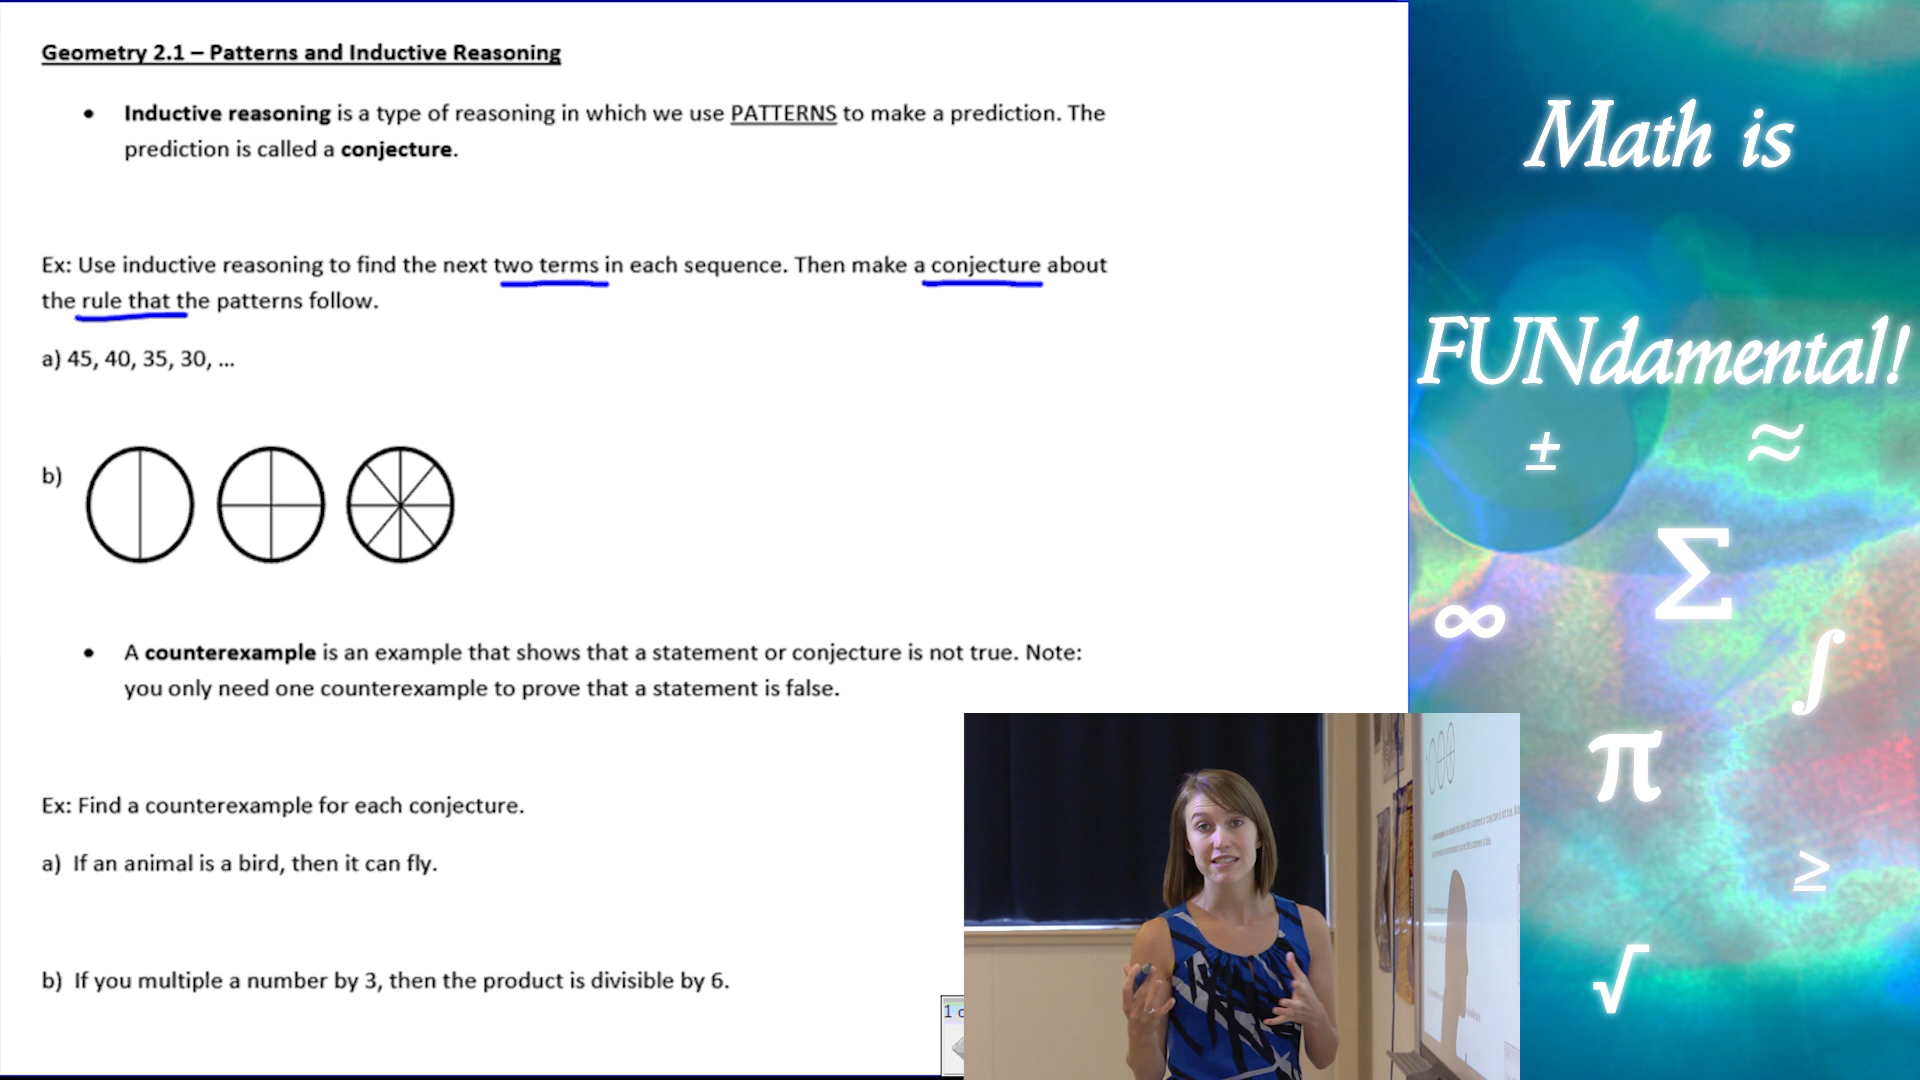 Geometry 2.1 – Patterns and Inductive Reasoning
• Inductive reasoning is a type of reasoning in which we use PATTERNS to make a prediction. The
prediction is called a conjecture.
Ex: Use inductive reasoning to find the next two terms in each sequence. Then make a conjecture about
the rule that the patterns follow.
a) 45, 40, 35, 30, ...
b)
• A counterexample is an example that shows that a statement or conjecture is not true. Note:
you only need one counterexample to prove that a statement is false.
Ex: Find a counterexample for each conjecture.
a) If an animal is a bird, then it can fly.
b) If you multiple a number by 3, then the product is divisible by 6.
1
Math is
FUNdamental!
± ≈
Σ
∞
∫
π
≥
√